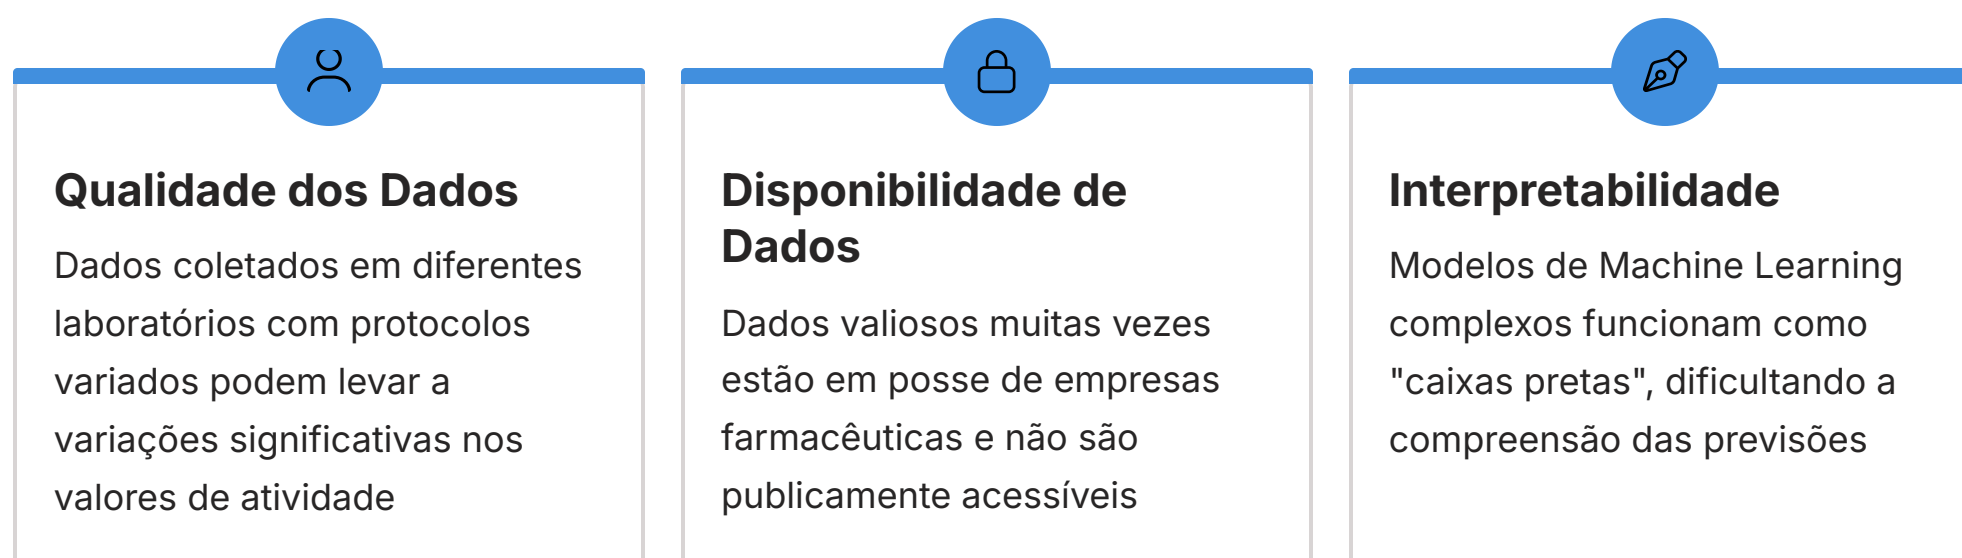 Qualidade dos Dados
Dados coletados em diferentes
laboratórios com protocolos
variados podem levar a
variações significativas nos
valores de atividade
Disponibilidade de
Dados
Dados valiosos muitas vezes
estão em posse de empresas
farmacêuticas e não são
publicamente acessíveis
Interpretabilidade
Modelos de Machine Learning
complexos funcionam como
"caixas pretas", dificultando a
compreensão das previsões